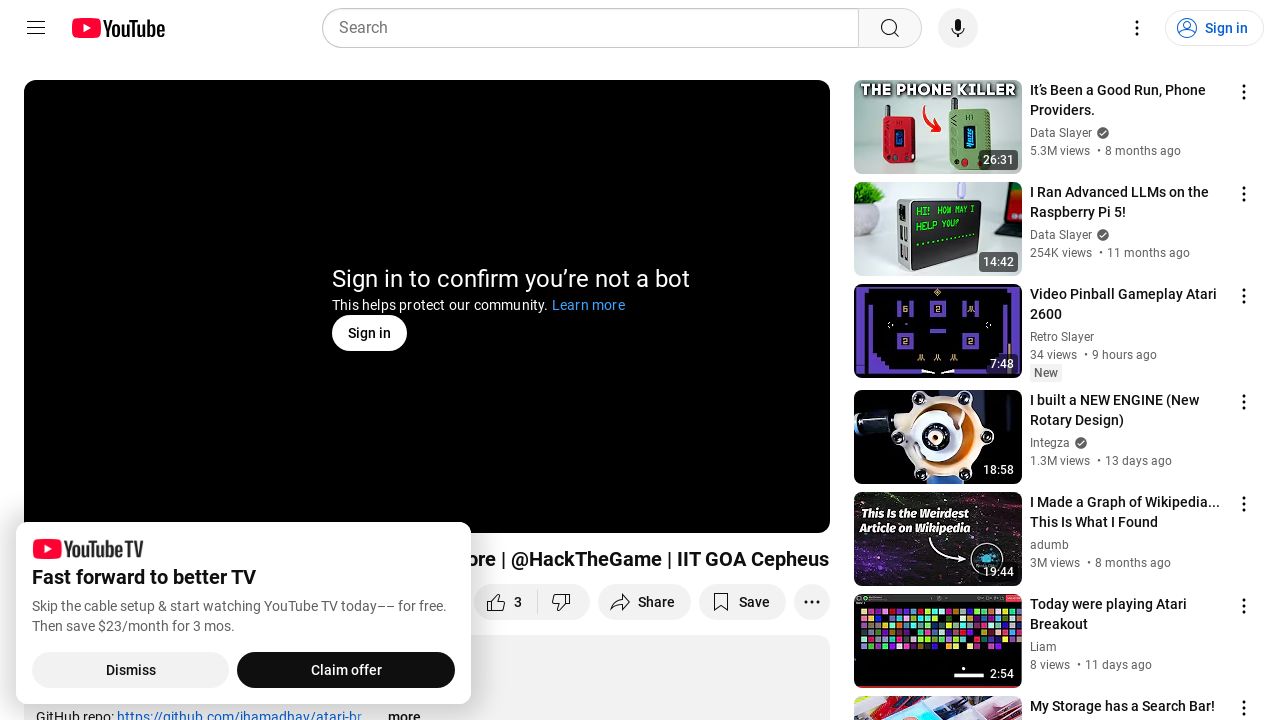 YouTube
Search
Sign in
Sign in to confirm you’re not a bot
This helps protect our community. Learn more
Sign in
ore | @HackTheGame | IIT GOA Cepheus
3
Share
Save
GitHub repo: https://github.com/jhamadhav/atari-br...
...more
YouTube TV
Fast forward to better TV
Skip the cable setup & start watching YouTube TV today–– for free.
Then save $23/month for 3 mos.
Dismiss
Claim offer
THE PHONE KILLER
26:31
It’s Been a Good Run, Phone
Providers.
Data Slayer
5.3M views • 8 months ago
HI! HOW MAY I
HELP YOU?
14:42
I Ran Advanced LLMs on the
Raspberry Pi 5!
Data Slayer
254K views • 11 months ago
6 2
2 2
7:48
Video Pinball Gameplay Atari
2600
Retro Slayer
34 views • 9 hours ago
New
18:58
I built a NEW ENGINE (New
Rotary Design)
Integza
1.3M views • 13 days ago
This Is the Weirdest
Article on Wikipedia
19:44
I Made a Graph of Wikipedia...
This Is What I Found
adumb
3M views • 8 months ago
2:54
Today were playing Atari
Breakout
Liam
8 views • 11 days ago
My Storage has a Search Bar!